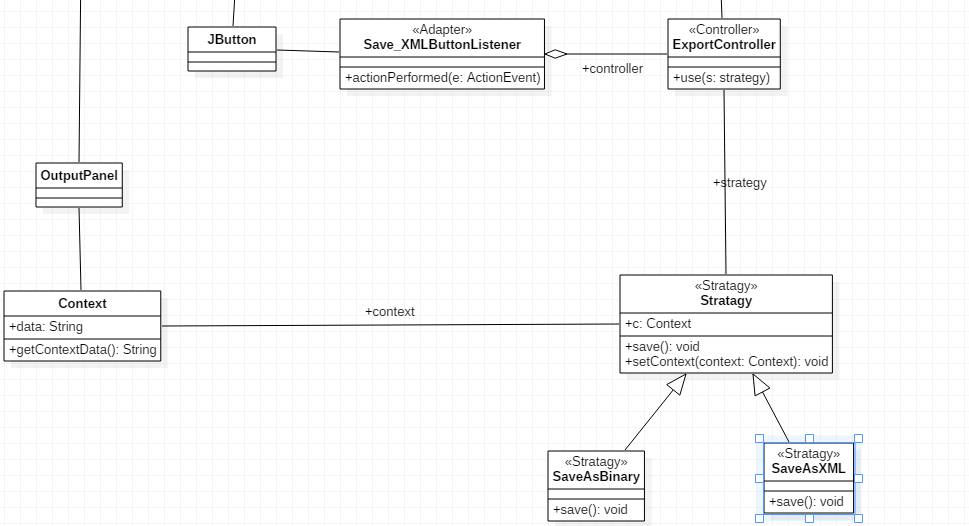 JButton
«Adapter»
Save_XMLButtonListener
+actionPerformed(e: ActionEvent)
+controller
«Controller»
ExportController
+use(s: strategy)
OutputPanel
+strategy
Context
+data: String
+getContextData(): String
+context
«Stratagy»
Stratagy
+c: Context
+save(): void
+setContext(context: Context): void
«Stratagy»
SaveAsBinary
+save(): void
«Stratagy»
SaveAsXML
+save(): void